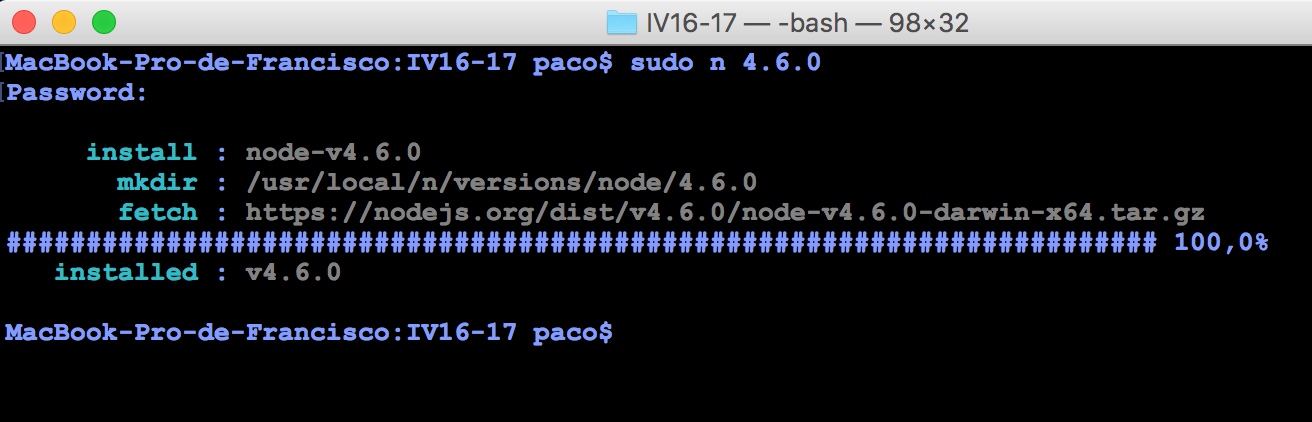 IV16-17 — -bash — 98×32
MacBook-Pro-de-Francisco:IV16-17 paco$ sudo n 4.6.0
Password:
install : node-v4.6.0
mkdir : /usr/local/n/versions/node/4.6.0
fetch : https://nodejs.org/dist/v4.6.0/node-v4.6.0-darwin-x64.tar.gz
######################################################################## 100,0%
installed : v4.6.0
MacBook-Pro-de-Francisco:IV16-17 paco$